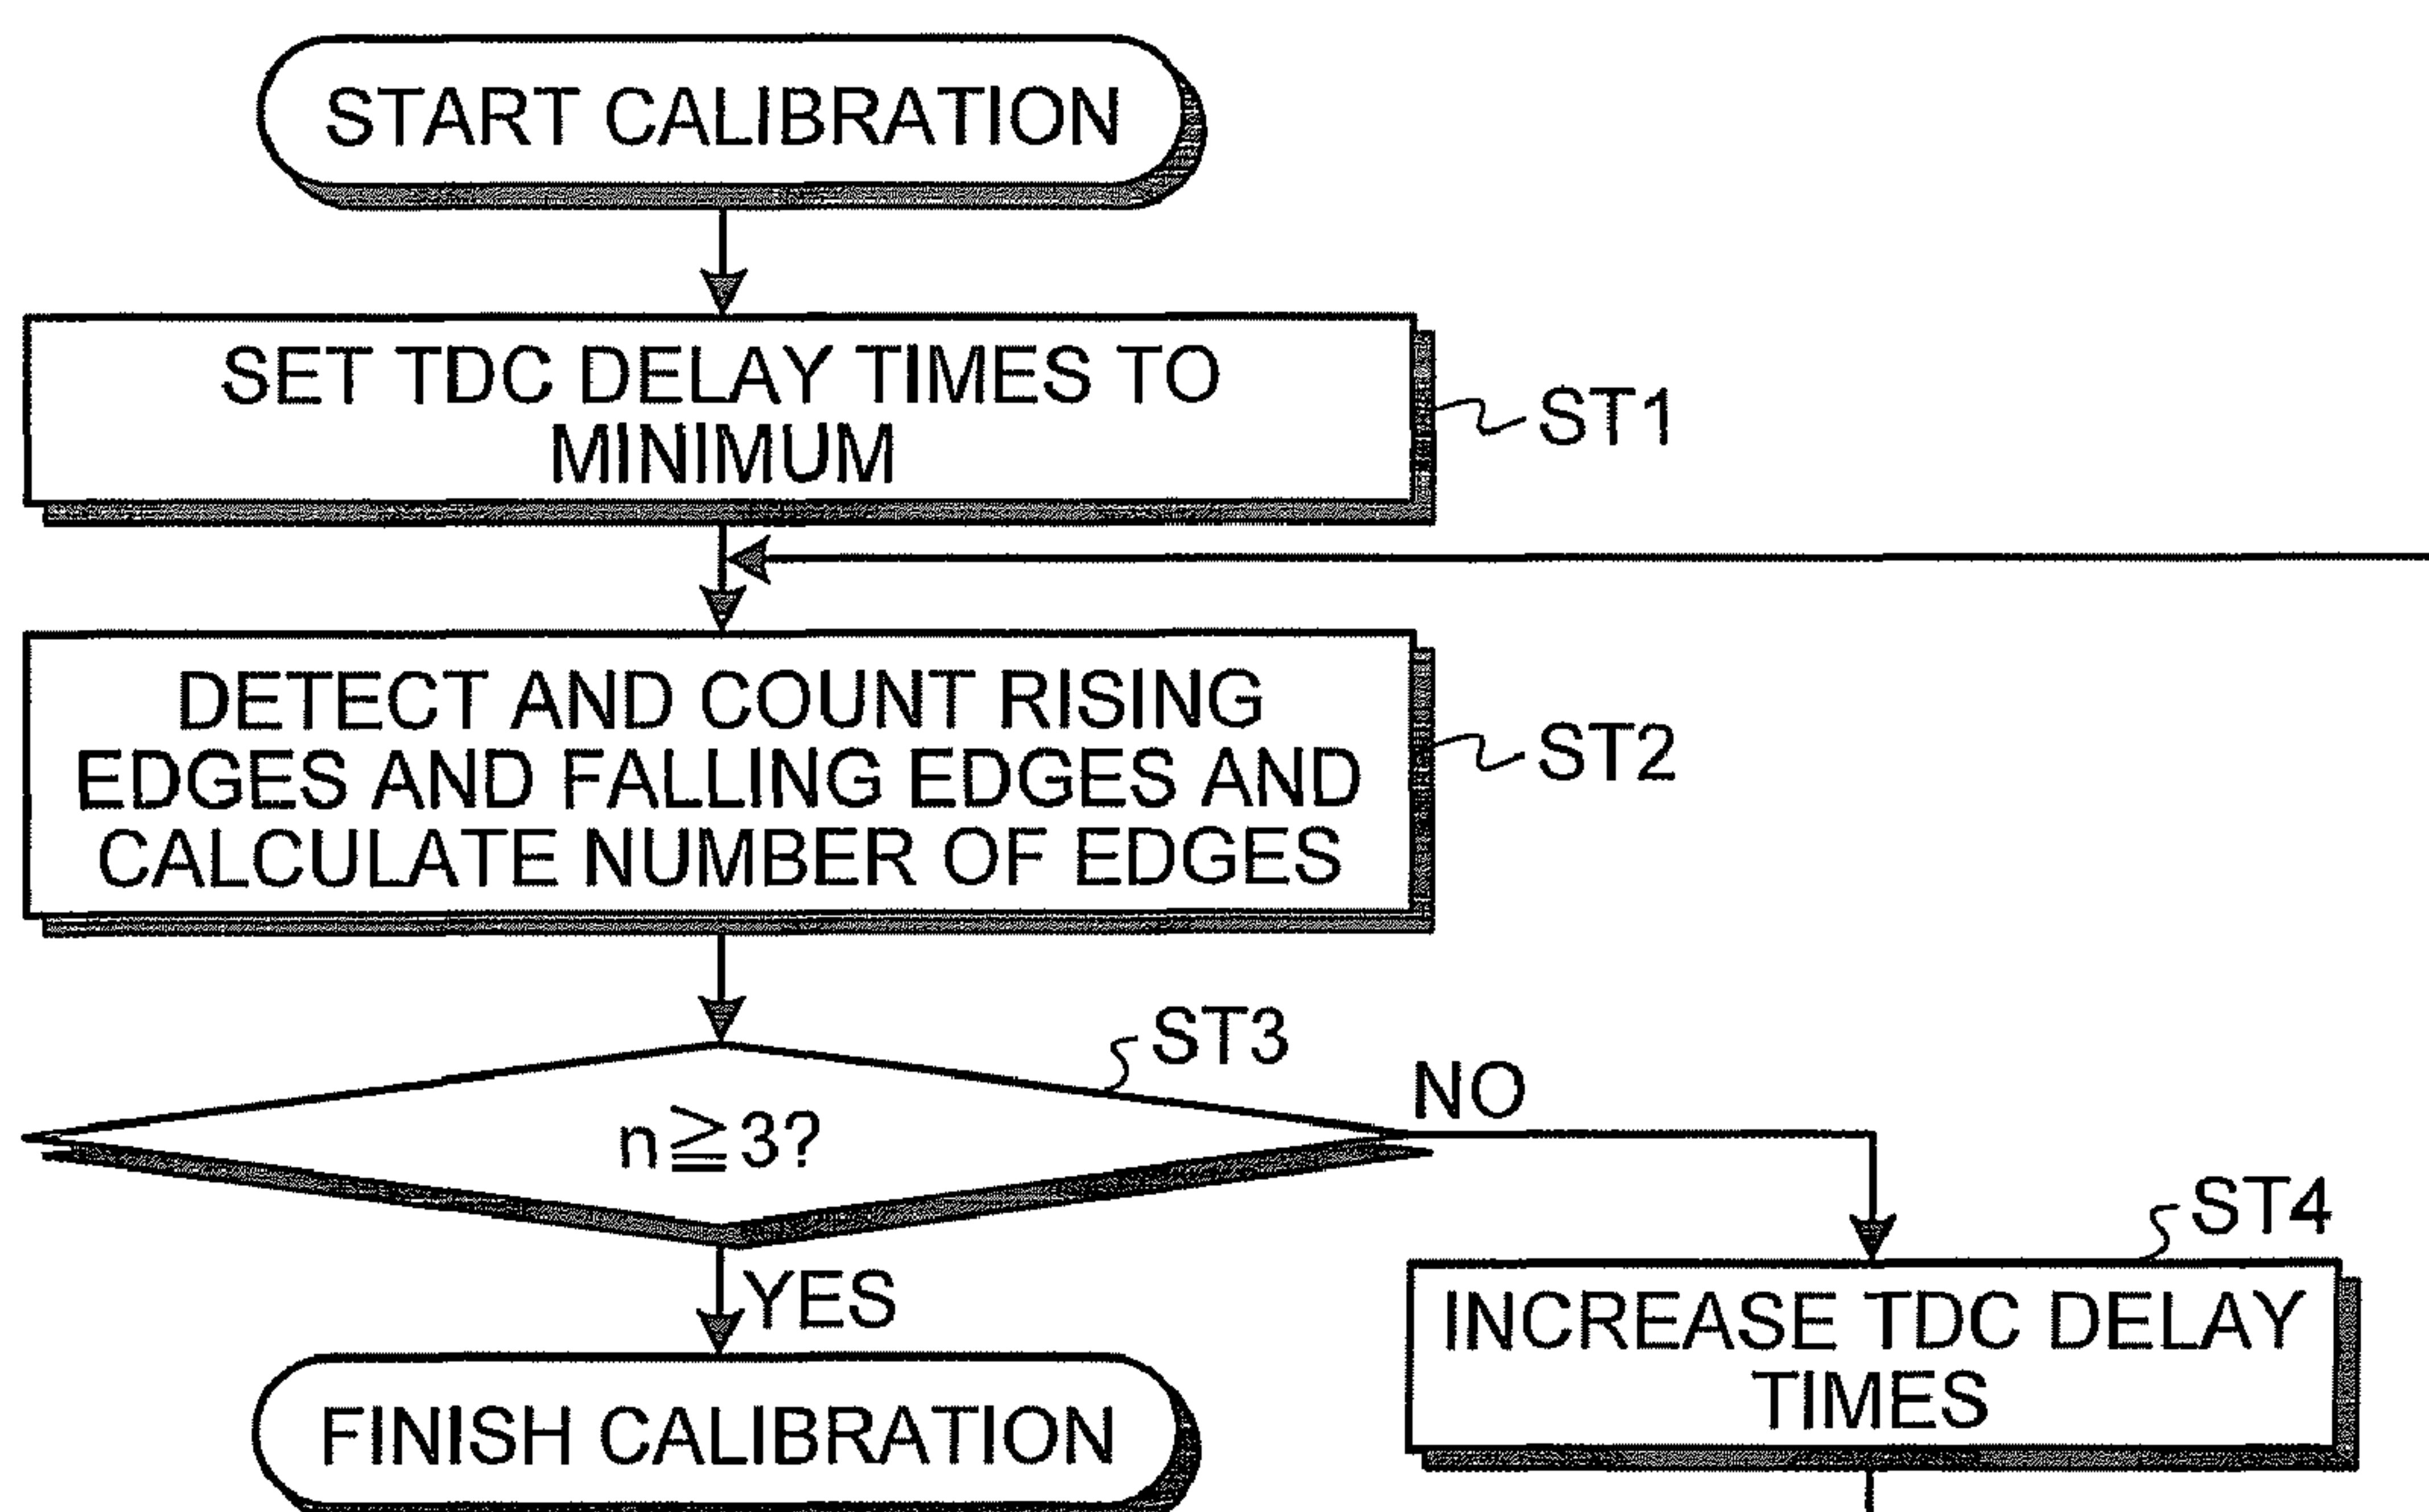 START CALIBRATION
SET TDC DELAY TIMES TO
MINIMUM
ST1
DETECT AND COUNT RISING
EDGES AND FALLING EDGES AND
CALCULATE NUMBER OF EDGES
ST2
ST3
n≧3?
NO
YES
ST4
INCREASE TDC DELAY
TIMES
FINISH CALIBRATION